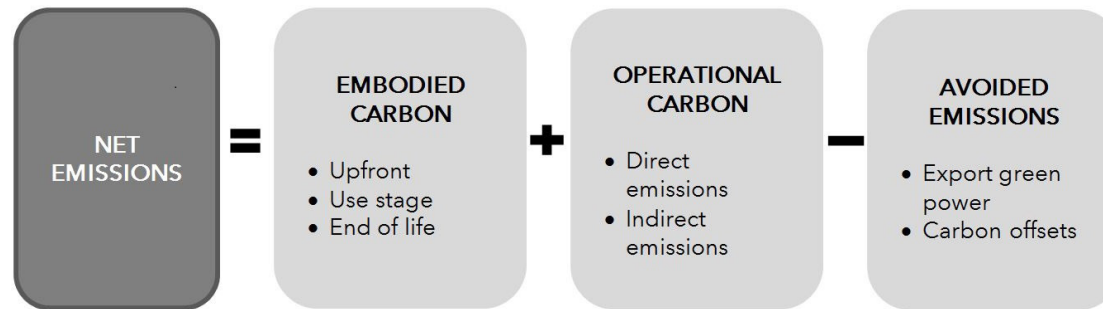 NET
EMISSIONS
=
EMBODIED
CARBON
• Upfront
• Use stage
• End of life
+
OPERATIONAL
CARBON
• Direct
emissions
• Indirect
emissions
−
AVOIDED
EMISSIONS
• Export green
power
• Carbon offsets